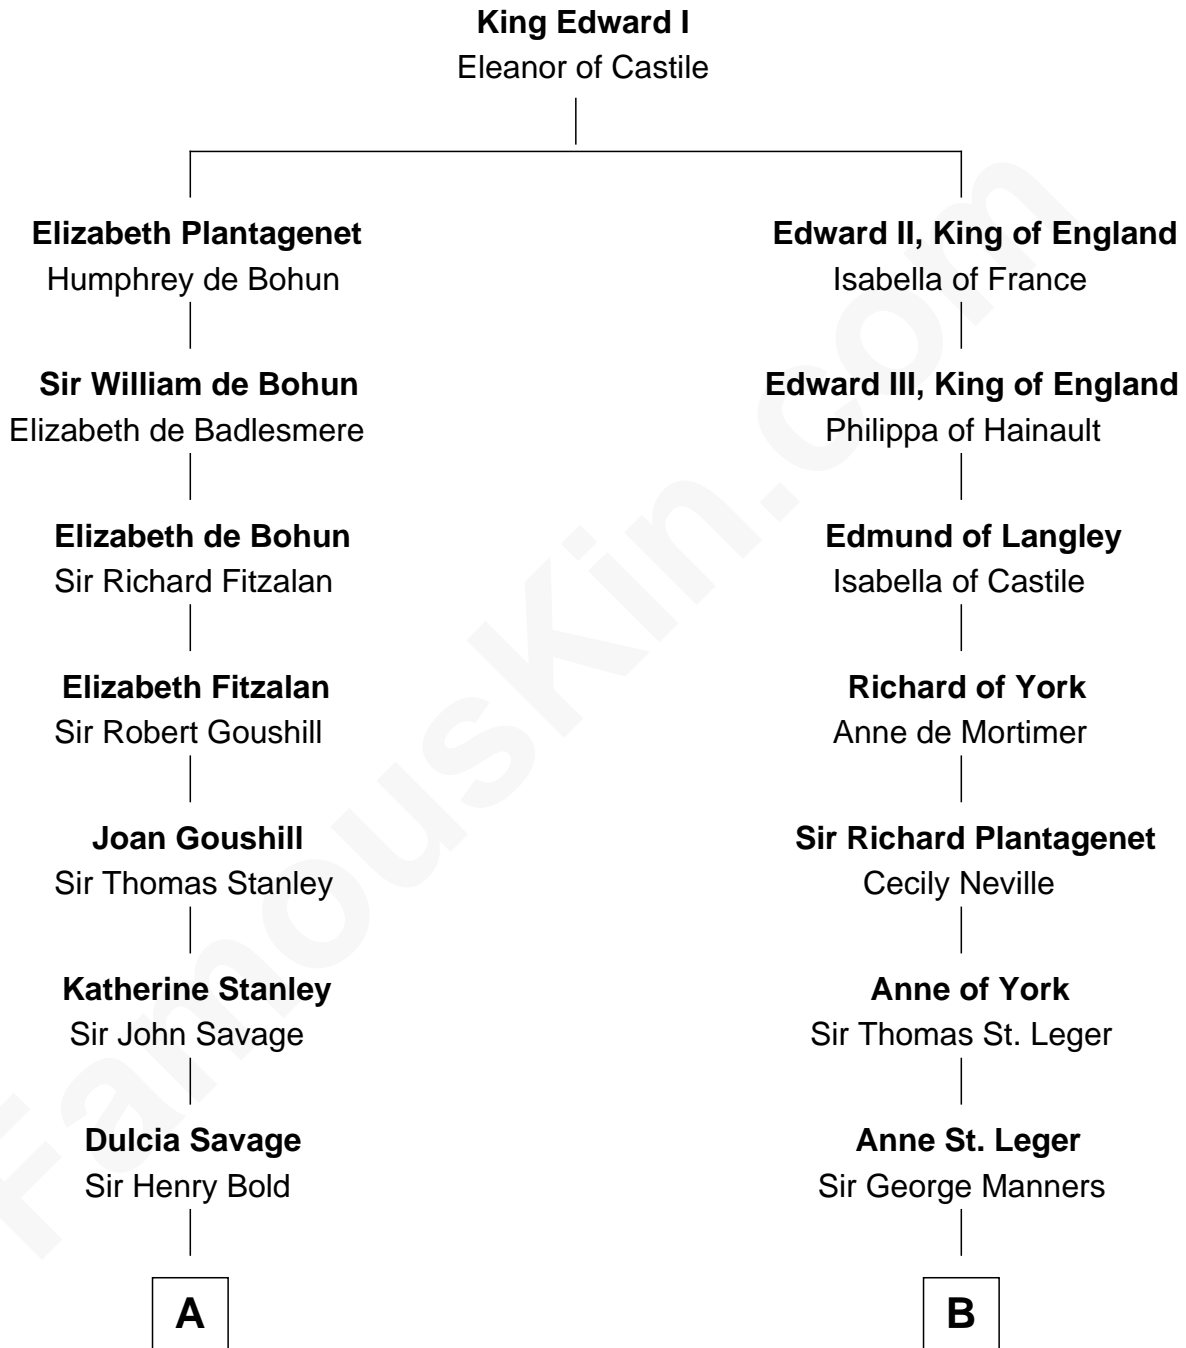 King Edward I
Eleanor of Castile
Elizabeth Plantagenet
Humphrey de Bohun
Edward II, King of England
Isabella of France
Sir William de Bohun
Elizabeth de Badlesmere
Edward III, King of England
Philippa of Hainault
Elizabeth de Bohun
Sir Richard Fitzalan
Edmund of Langley
Isabella of Castile
Elizabeth Fitzalan
Sir Robert Goushill
Richard of York
Anne de Mortimer
Joan Goushill
Sir Thomas Stanley
Sir Richard Plantagenet
Cecily Neville
Katherine Stanley
Sir John Savage
Anne of York
Sir Thomas St. Leger
Dulcia Savage
Sir Henry Bold
Anne St. Leger
Sir George Manners
A
B
FamousKin.com